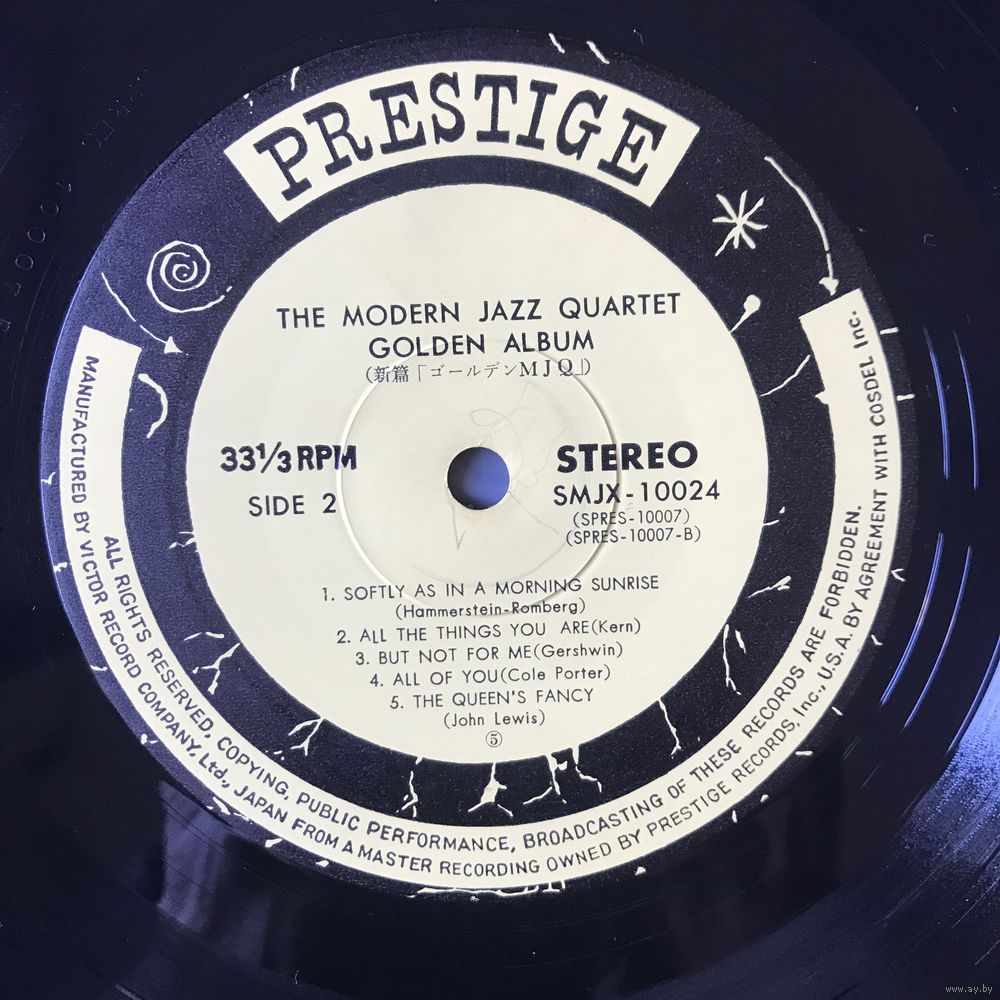 PRESTIGE
THE MODERN JAZZ QUARTET
GOLDEN ALBUM
(新篇「ゴールデンMJQ」)
33⅓ RPM
SIDE 2
STEREO
SMJX-10024
(SPRES-10007)
(SPRES-10007-B)
1. SOFTLY AS IN A MORNING SUNRISE
(Hammerstein-Romberg)
2. ALL THE THINGS YOU ARE(Kern)
3. BUT NOT FOR ME(Gershwin)
4. ALL OF YOU(Cole Porter)
5. THE QUEEN'S FANCY
(John Lewis)
⑤
ALL RIGHTS RESERVED, COPYING, PUBLIC PERFORMANCE, BROADCASTING OF THESE RECORDS ARE FORBIDDEN.
MANUFACTURED BY VICTOR RECORD COMPANY, Ltd., JAPAN FROM A MASTER RECORDING OWNED BY PRESTIGE RECORDS, Inc., U.S.A. BY AGREEMENT WITH COSDEL Inc.
www.ay.by